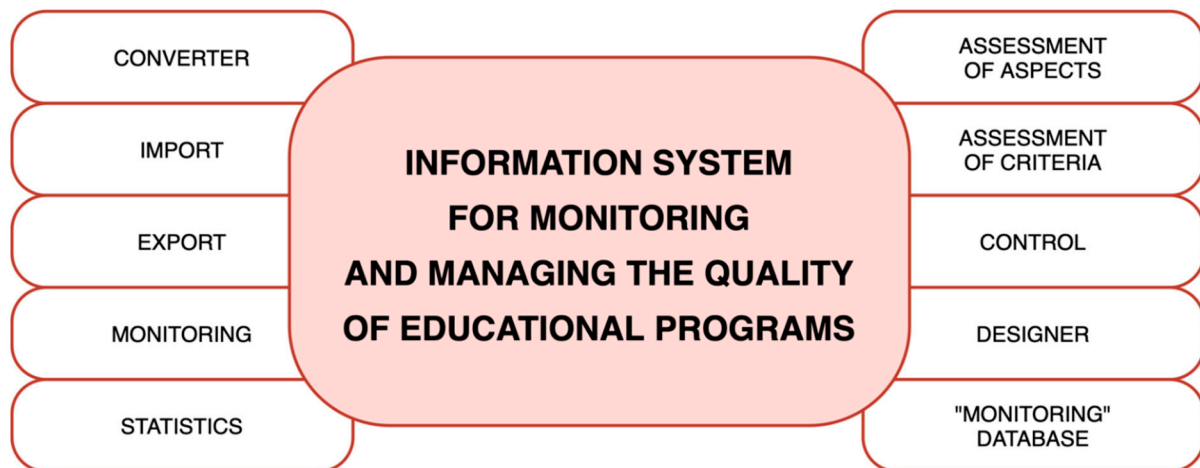 CONVERTER
IMPORT
EXPORT
MONITORING
STATISTICS
INFORMATION SYSTEM
FOR MONITORING
AND MANAGING THE QUALITY
OF EDUCATIONAL PROGRAMS
ASSESSMENT
OF ASPECTS
ASSESSMENT
OF CRITERIA
CONTROL
DESIGNER
"MONITORING"
DATABASE